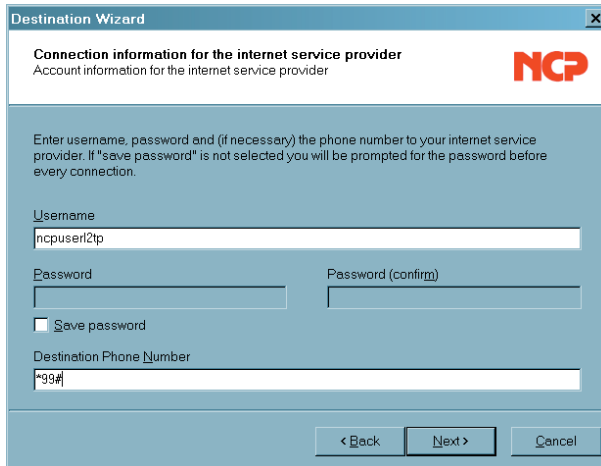 Destination Wizard
Connection information for the internet service provider
Account information for the internet service provider
NCP
Enter username, password and (if necessary) the phone number to your internet service
provider. If "save password" is not selected you will be prompted for the password before
every connection.
Username
ncpuserl2tp
Password Password (confirm)
Save password
Destination Phone Number
*99#
< Back Next > Cancel